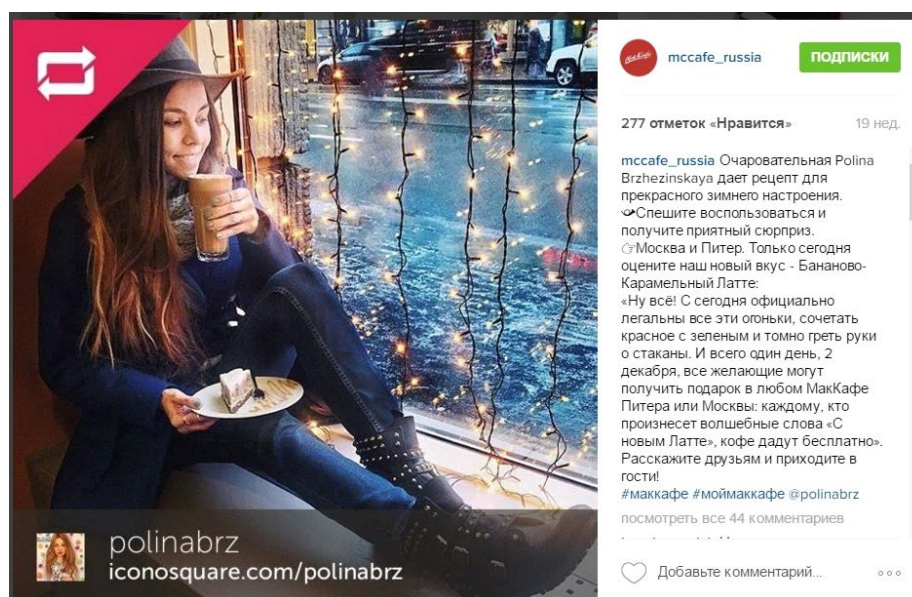 McCafé
mccafe_russia
ПОДПИСКИ
277 отметок «Нравится»
19 нед.
mccafe_russia Очаровательная Polina
Brzhezinskaya дает рецепт для
прекрасного зимнего настроения.
Спешите воспользоваться и
получите приятный сюрприз.
👉Москва и Питер. Только сегодня
оцените наш новый вкус - Бананово-
Карамельный Латте:
«Ну всё! С сегодня официально
легальны все эти огоньки, сочетать
красное с зеленым и томно греть руки
о стаканы. И всего один день, 2
декабря, все желающие могут
получить подарок в любом МакКафе
Питера или Москвы: каждому, кто
произнесет волшебные слова «С
новым Латте», кофе дадут бесплатно».
Расскажите друзьям и приходите в
гости!
#маккафе #моймаккафе @polinabrz
посмотреть все 44 комментариев
Добавьте комментарий...
polinabrz
iconosquare.com/polinabrz